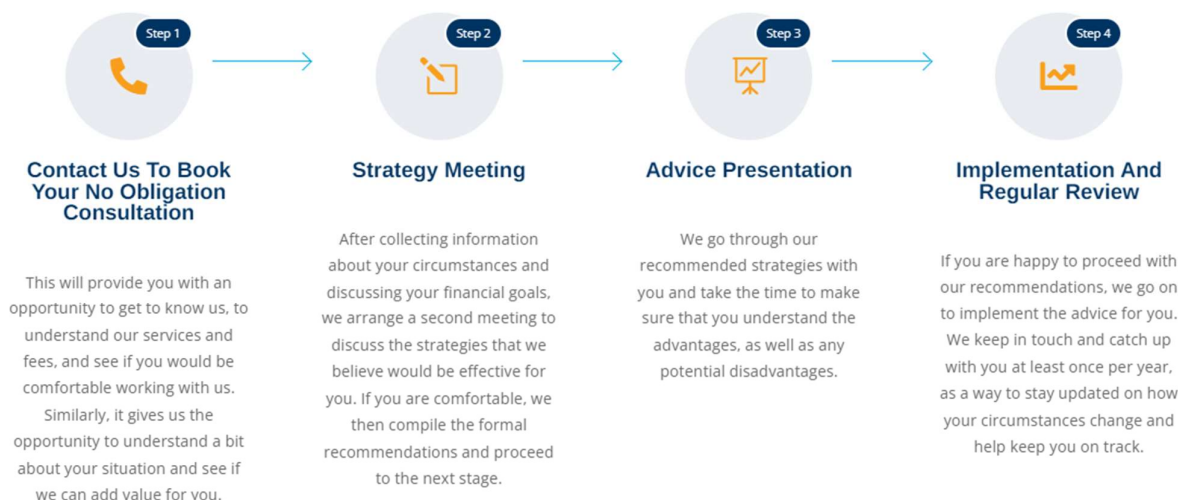 Step 1
Contact Us To Book
Your No Obligation
Consultation
This will provide you with an
opportunity to get to know us, to
understand our services and
fees, and see if you would be
comfortable working with us.
Similarly, it gives us the
opportunity to understand a bit
about your situation and see if
we can add value for you.
Step 2
Strategy Meeting
After collecting information
about your circumstances and
discussing your financial goals,
we arrange a second meeting to
discuss the strategies that we
believe would be effective for
you. If you are comfortable, we
then compile the formal
recommendations and proceed
to the next stage.
Step 3
Advice Presentation
We go through our
recommended strategies with
you and take the time to make
sure that you understand the
advantages, as well as any
potential disadvantages.
Step 4
Implementation And
Regular Review
If you are happy to proceed with
our recommendations, we go on
to implement the advice for you.
We keep in touch and catch up
with you at least once per year,
as a way to stay updated on how
your circumstances change and
help keep you on track.